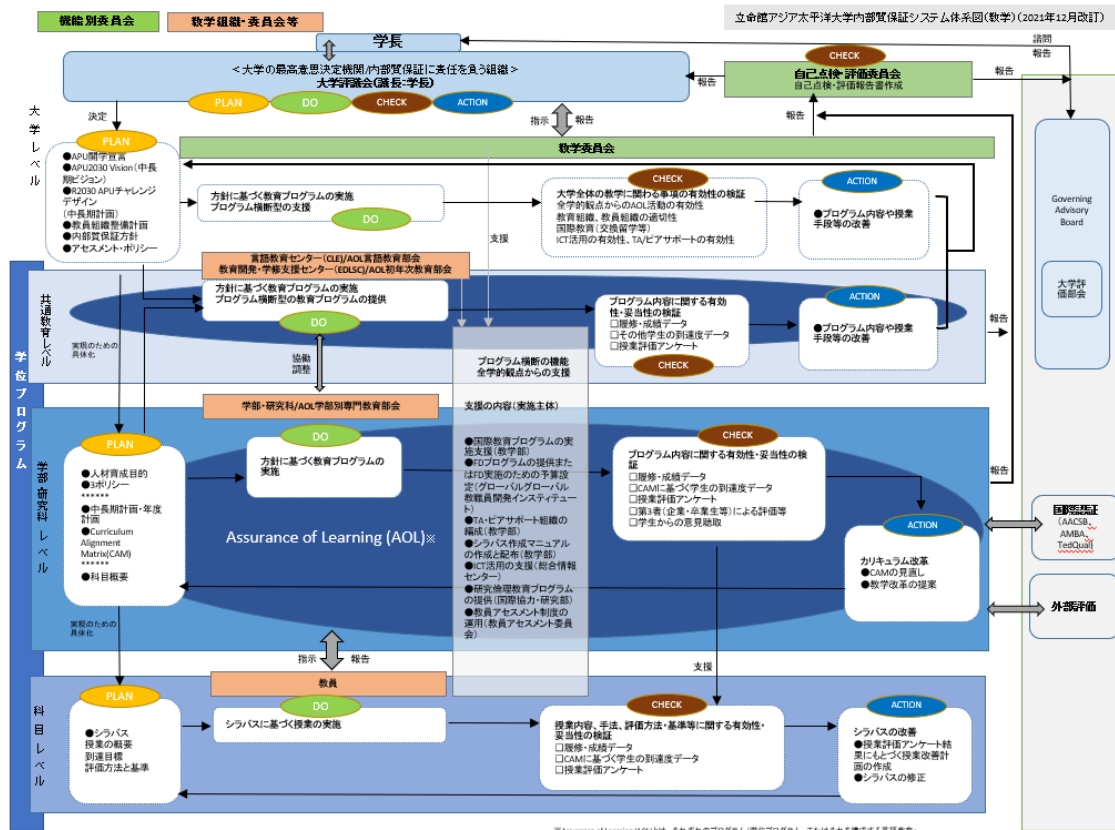 機能別委員会
数学組織・委員会等
立命館アジア太平洋大学内部質保証システム体系図(教学)(2021年12月改訂)
学長
諮問
報告
＜大学の最高意思決定機関/内部質保証に責任を負う組織＞
大学評議会(議長=学長)
PLAN
DO
CHECK
ACTION
報告
CHECK
自己点検・評価委員会
自己点検・評価報告書作成
報告
大学レベル
決定
指示
報告
報告
教学委員会
PLAN
●APU開学宣言
●APU2030 Vision(中長
期ビジョン)
●R2030 APUチャレンジ
デザイン
(中長期計画)
●教員組織整備計画
●内部質保証方針
●アセスメント・ポリシー
方針に基づく教育プログラムの実施
プログラム横断型の支援
DO
支援
CHECK
大学全体の教学に関わる事項の有効性の検証
全学的観点からのAOL活動の有効性
教育組織、教員組織の適切性
国際教育(交換留学等)
ICT活用の有効性、TA/ピアサポートの有効性
ACTION
●プログラム内容や授業
手段等の改善
Governing
Advisory
Board
大学評
価部会
学位プログラム
共通教育レベル
言語教育センター(CLE)/AOL言語教育部会
教育開発・学修支援センター(EDLSC)/AOL初年次教育部会
方針に基づく教育プログラムの実施
プログラム横断型の教育プログラムの提供
DO
プログラム内容に関する有効
性・妥当性の検証
□履修・成績データ
□その他学生の到達度データ
□授業評価アンケート
CHECK
ACTION
●プログラム内容や授業
手段等の改善
報告
実現のための
具体化
協働
調整
プログラム横断の機能
全学的観点からの支援
支援の内容(実施主体)
●国際教育プログラムの実
施支援(教学部)
●FDプログラムの提供また
はFD実施のための予算設
定(グローバルグローバル
教職員開発インスティテュー
ト)
●TA・ピアサポート組織の
編成(教学部)
●シラバス作成マニュアル
の作成と配布(教学部)
●ICT活用の支援(総合情報
センター)
●研究倫理教育プログラム
の提供(国際協力・研究部)
●教員アセスメント制度の
運用(教員アセスメント委員
会)
学部・研究科レベル
学部・研究科/AOL学部別専門教育部会
PLAN
●人材育成目的
●3ポリシー
******
●中長期計画・年度
計画
●Curriculum
Alignment
Matrix(CAM)
******
●科目概要
DO
方針に基づく教育プログラムの
実施
Assurance of Learning (AOL)※
CHECK
プログラム内容に関する有効性・妥当性の検
証
□履修・成績データ
□CAMに基づく学生の到達度データ
□授業評価アンケート
□第3者(企業・卒業生等)による評価等
□学生からの意見聴取
ACTION
カリキュラム改革
●CAMの見直し
●教学改革の提案
国際認証
(AACSB、
AMBA、
TedQual)
外部評価
実現のための
具体化
指示
報告
支援
科目レベル
教員
PLAN
●シラバス
授業の概要
到達目標
評価方法と基準
DO
シラバスに基づく授業の実施
CHECK
授業内容、手法、評価方法・基準等に関する有効性・
妥当性の検証
□履修・成績データ
□CAMに基づく学生の到達度データ
□授業評価アンケート
ACTION
シラバスの改善
●授業評価アンケート結
果にもとづく授業改善計
画の作成
●シラバスの修正